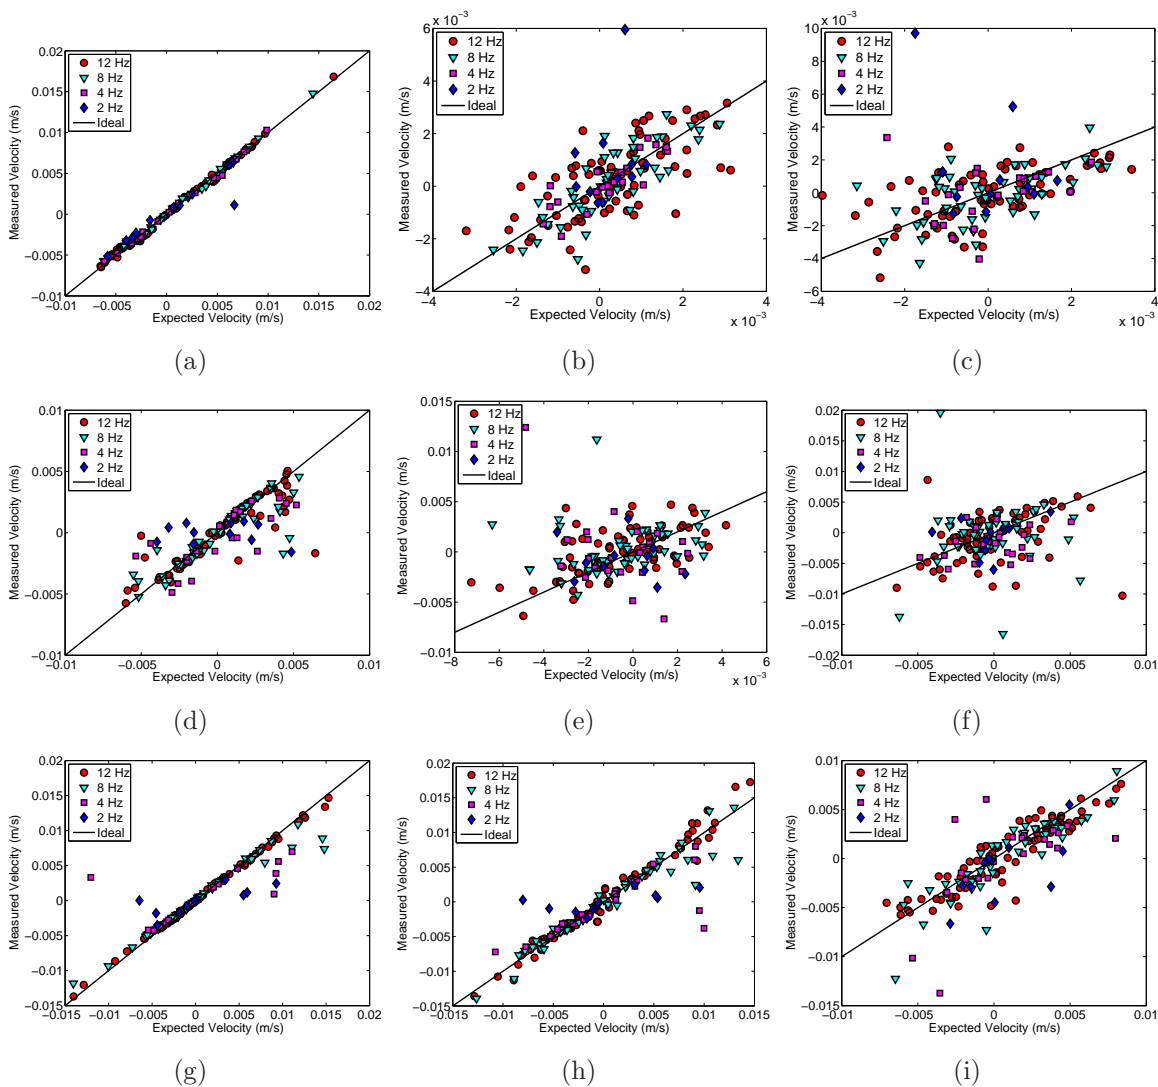 0.02
0.015
0.01
0.005
0
−0.005
−0.01
Measured Velocity (m/s)
12 Hz
8 Hz
4 Hz
2 Hz
Ideal
−0.01 −0.005 0 0.005 0.01 0.015 0.02
Expected Velocity (m/s)
(a)
x 10⁻³
6
4
2
0
−2
−4
Measured Velocity (m/s)
12 Hz
8 Hz
4 Hz
2 Hz
Ideal
−4 −2 0 2 4
Expected Velocity (m/s)
x 10⁻³
(b)
x 10⁻³
10
8
6
4
2
0
−2
−4
−6
Measured Velocity (m/s)
12 Hz
8 Hz
4 Hz
2 Hz
Ideal
−4 −2 0 2 4
Expected Velocity (m/s)
x 10⁻³
(c)
0.01
0.005
0
−0.005
−0.01
Measured Velocity (m/s)
12 Hz
8 Hz
4 Hz
2 Hz
Ideal
−0.01 −0.005 0 0.005 0.01
Expected Velocity (m/s)
(d)
0.015
0.01
0.005
0
−0.005
−0.01
Measured Velocity (m/s)
12 Hz
8 Hz
4 Hz
2 Hz
Ideal
−8 −6 −4 −2 0 2 4 6
Expected Velocity (m/s)
x 10⁻³
(e)
0.02
0.015
0.01
0.005
0
−0.005
−0.01
−0.015
−0.02
Measured Velocity (m/s)
12 Hz
8 Hz
4 Hz
2 Hz
Ideal
−0.01 −0.005 0 0.005 0.01
Expected Velocity (m/s)
(f)
0.02
0.015
0.01
0.005
0
−0.005
−0.01
−0.015
Measured Velocity (m/s)
12 Hz
8 Hz
4 Hz
2 Hz
Ideal
−0.015 −0.01 −0.005 0 0.005 0.01 0.015 0.02
Expected Velocity (m/s)
(g)
0.02
0.015
0.01
0.005
0
−0.005
−0.01
−0.015
Measured Velocity (m/s)
12 Hz
8 Hz
4 Hz
2 Hz
Ideal
−0.015 −0.01 −0.005 0 0.005 0.01 0.015
Expected Velocity (m/s)
(h)
0.01
0.005
0
−0.005
−0.01
−0.015
Measured Velocity (m/s)
12 Hz
8 Hz
4 Hz
2 Hz
Ideal
−0.01 −0.005 0 0.005 0.01
Expected Velocity (m/s)
(i)